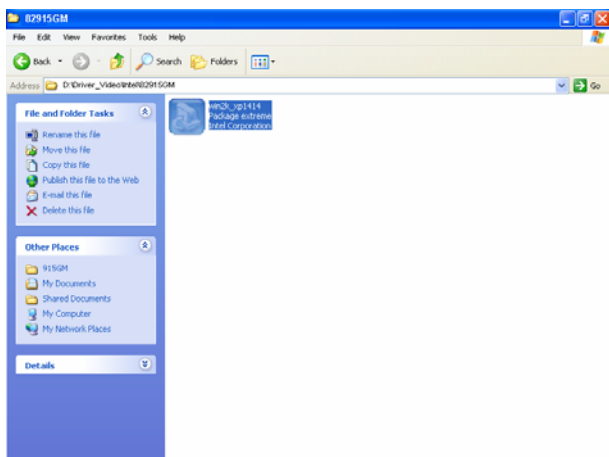 82915GM
File Edit View Favorites Tools Help
Back Search Folders
Address D:\Driver_Video\Intel\82915GM Go
File and Folder Tasks
Rename this file
Move this file
Copy this file
Publish this file to the Web
E-mail this file
Delete this file
Other Places
915GM
My Documents
Shared Documents
My Computer
My Network Places
Details
win2k_xp1414
Package extreme
Intel Corporation